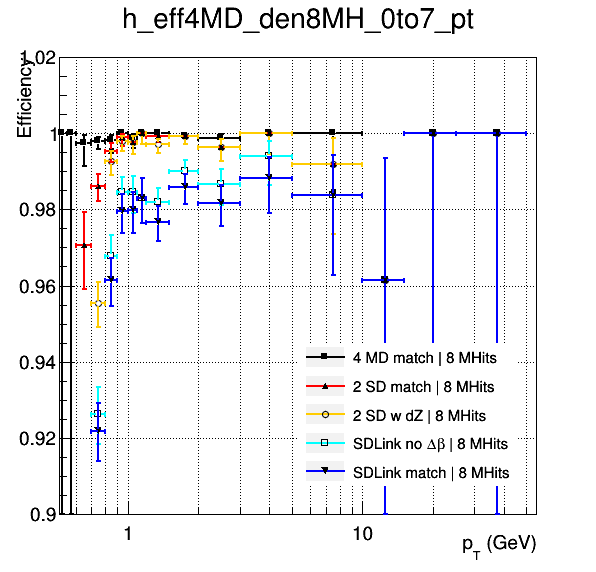 h_eff4MD_den8MH_0to7_pt
Efficiency
1.02
1
0.98
0.96
0.94
0.92
0.9
4 MD match | 8 MHits
2 SD match | 8 MHits
2 SD w dZ | 8 MHits
SDLink no Δβ | 8 MHits
SDLink match | 8 MHits
1
10
p_T (GeV)